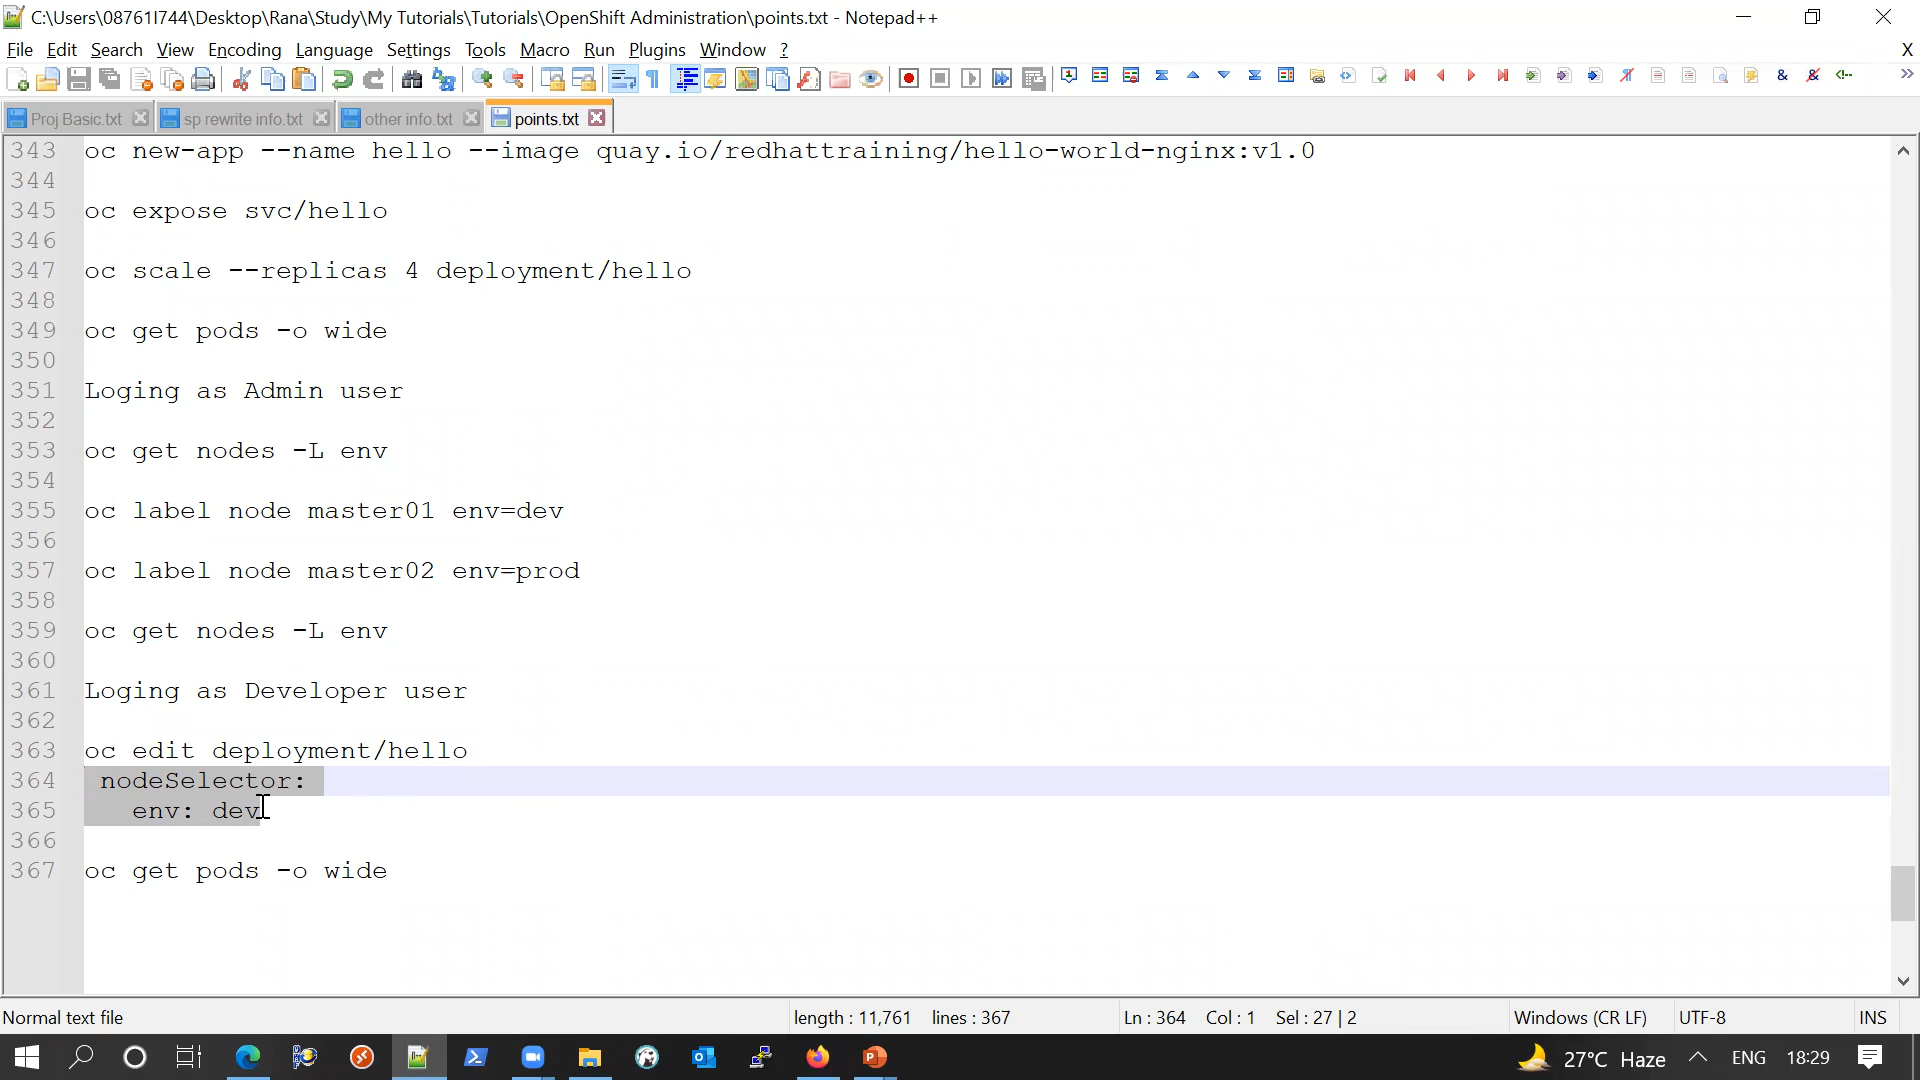 C:\Users\08761I744\Desktop\Rana\Study\My Tutorials\Tutorials\OpenShift Administration\points.txt - Notepad++
File Edit Search View Encoding Language Settings Tools Macro Run Plugins Window ? X
Proj Basic.txt sp rewrite info.txt other info.txt points.txt
343 oc new-app --name hello --image quay.io/redhattraining/hello-world-nginx:v1.0
344
345 oc expose svc/hello
346
347 oc scale --replicas 4 deployment/hello
348
349 oc get pods -o wide
350
351 Loging as Admin user
352
353 oc get nodes -L env
354
355 oc label node master01 env=dev
356
357 oc label node master02 env=prod
358
359 oc get nodes -L env
360
361 Loging as Developer user
362
363 oc edit deployment/hello
364 nodeSelector:
365 env: dev
366
367 oc get pods -o wide
Normal text file length : 11,761 lines : 367 Ln : 364 Col : 1 Sel : 27 | 2 Windows (CR LF) UTF-8 INS
27°C Haze ENG 18:29